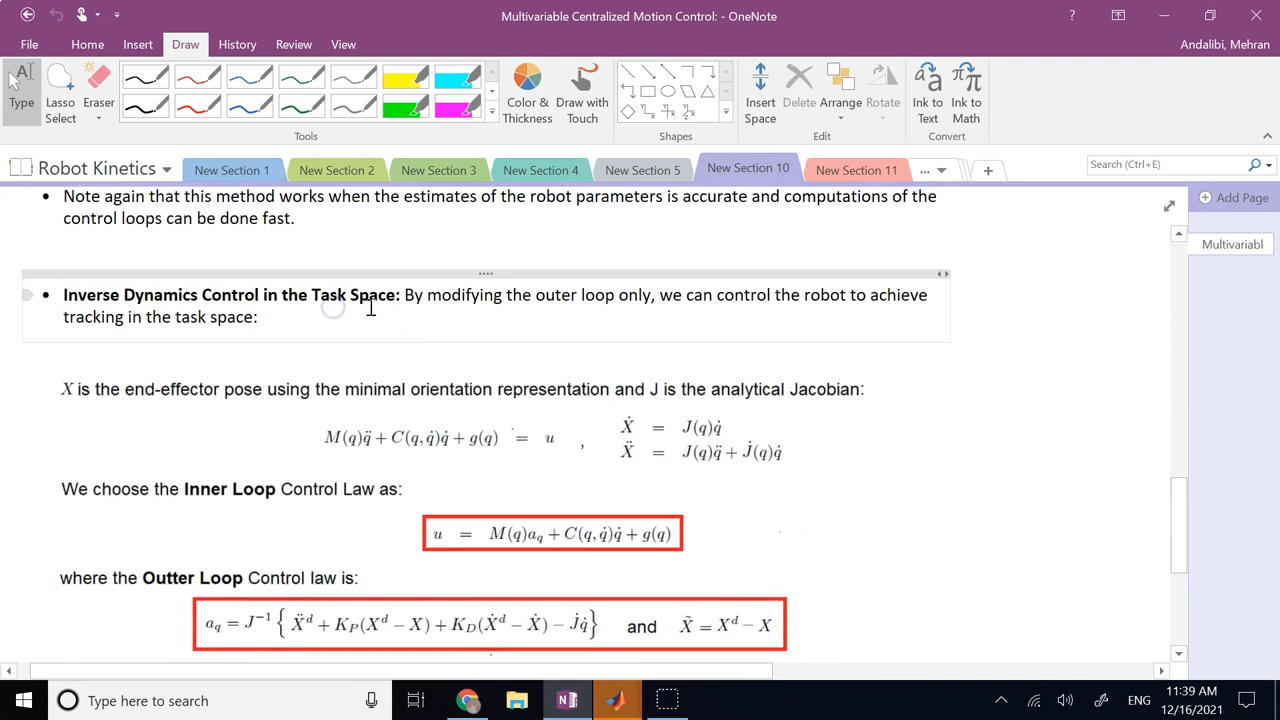 Multivariable Centralized Motion Control: - OneNote
File Home Insert Draw History Review View
Andalibi, Mehran
Type
Lasso Select
Eraser
Color & Thickness
Draw with Touch
Insert Space
Delete
Arrange
Rotate
Ink to Text
Ink to Math
Tools Shapes Edit Convert
Robot Kinetics New Section 1 New Section 2 New Section 3 New Section 4 New Section 5 New Section 10 New Section 11 ... Search (Ctrl+E)
Add Page
Multivariabl
• Note again that this method works when the estimates of the robot parameters is accurate and computations of the
control loops can be done fast.
• Inverse Dynamics Control in the Task Space: By modifying the outer loop only, we can control the robot to achieve
tracking in the task space:
X is the end-effector pose using the minimal orientation representation and J is the analytical Jacobian:
M(q)q̈ + C(q, q̇)q̇ + g(q) = u , Ẋ = J(q)q̇
Ẍ = J(q)q̈ + J̇(q)q̇
We choose the Inner Loop Control Law as:
u = M(q)a_q + C(q, q̇)q̇ + g(q)
where the Outter Loop Control law is:
a_q = J⁻¹ { Ẍᵈ + K_P(Xᵈ − X) + K_D(Ẋᵈ − Ẋ) − J̇q̇ } and X̃ = Xᵈ − X
Type here to search
ENG
11:39 AM
12/16/2021